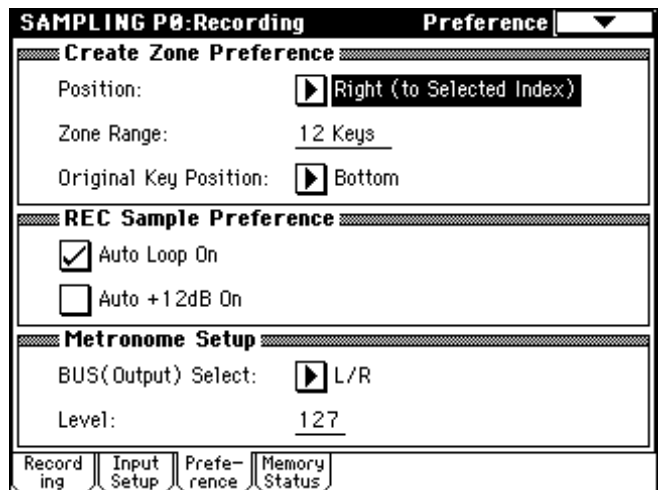 SAMPLING P0:Recording Preference
Create Zone Preference
Position: Right (to Selected Index)
Zone Range: 12 Keys
Original Key Position: Bottom
REC Sample Preference
Auto Loop On
Auto +12dB On
Metronome Setup
BUS(Output) Select: L/R
Level: 127
Record Input Prefe- Memory
ing Setup rence Status